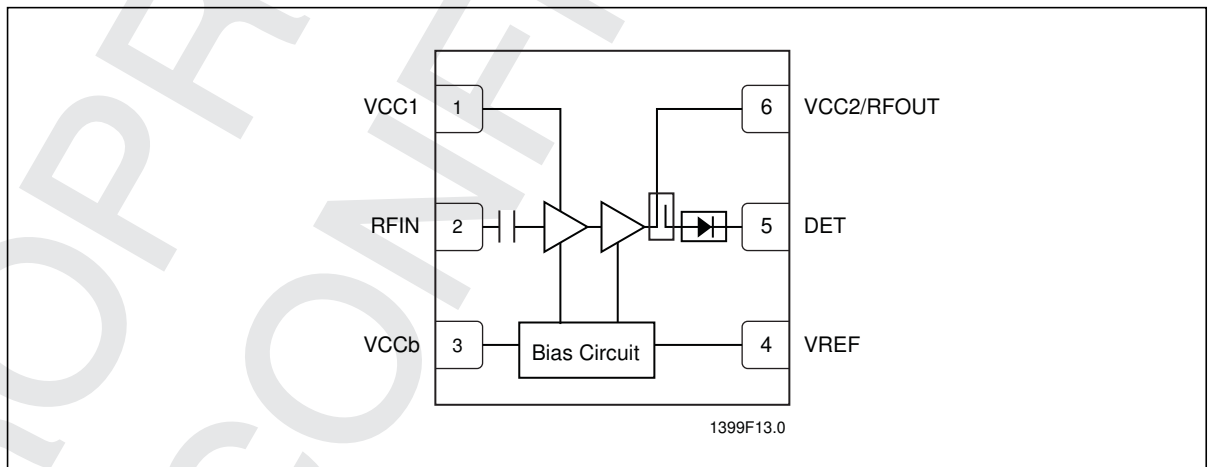 VCC1 1 6 VCC2/RFOUT
RFIN 2 5 DET
VCCb 3 Bias Circuit 4 VREF
1399F13.0